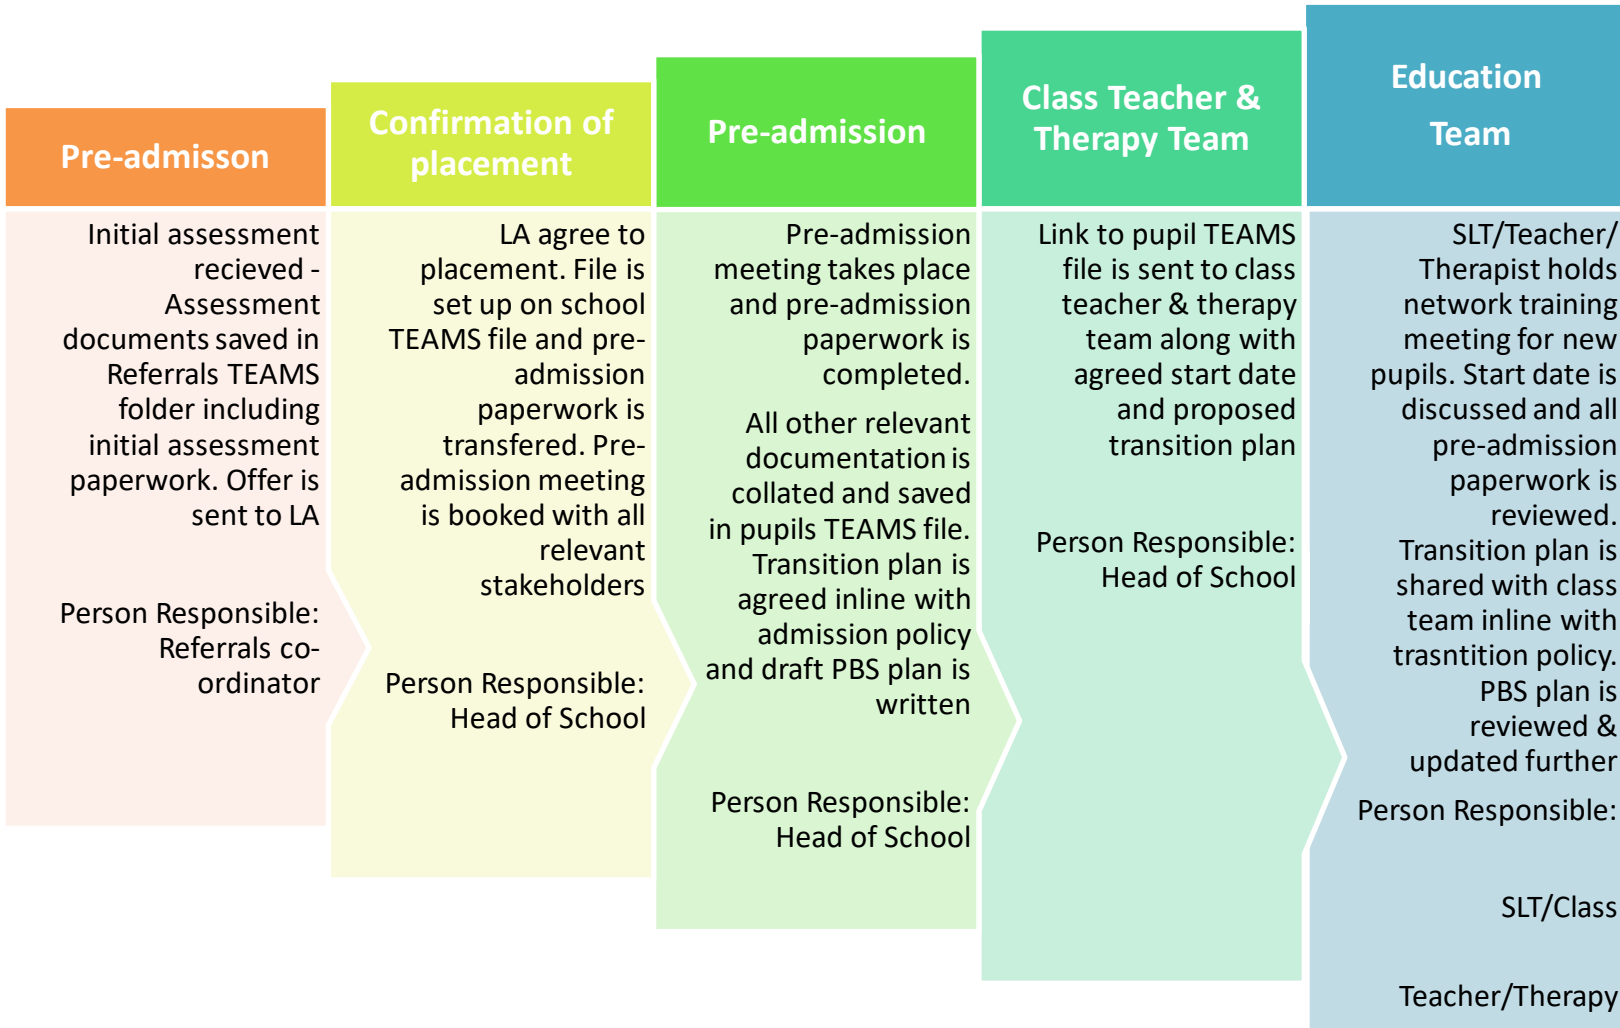 Pre-admisson
Initial assessment
recieved -
Assessment
documents saved in
Referrals TEAMS
folder including
initial assessment
paperwork. Offer is
sent to LA
Person Responsible:
Referrals co-
ordinator
Confirmation of
placement
LA agree to
placement. File is
set up on school
TEAMS file and pre-
admission
paperwork is
transfered. Pre-
admission meeting
is booked with all
relevant
stakeholders
Person Responsible:
Head of School
Pre-admission
Pre-admission
meeting takes place
and pre-admission
paperwork is
completed.
All other relevant
documentation is
collated and saved
in pupils TEAMS file.
Transition plan is
agreed inline with
admission policy
and draft PBS plan is
written
Person Responsible:
Head of School
Class Teacher &
Therapy Team
Link to pupil TEAMS
file is sent to class
teacher & therapy
team along with
agreed start date
and proposed
transition plan
Person Responsible:
Head of School
Education
Team
SLT/Teacher/
Therapist holds
network training
meeting for new
pupils. Start date is
discussed and all
pre-admission
paperwork is
reviewed.
Transition plan is
shared with class
team inline with
trasntition policy.
PBS plan is
reviewed &
updated further
Person Responsible:
SLT/Class
Teacher/Therapy